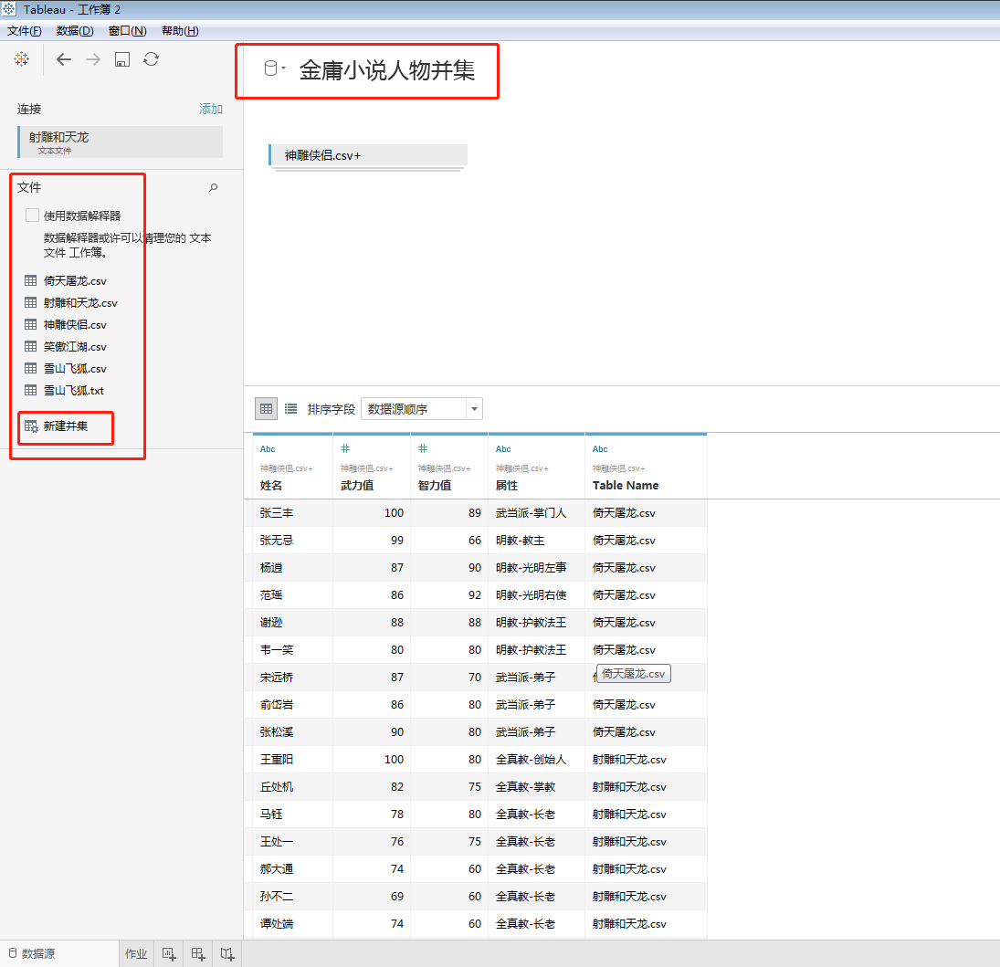 Tableau - 工作簿 2
文件(F) 数据(D) 窗口(N) 帮助(H)
金庸小说人物并集
连接 添加
射雕和天龙
文本文件
神雕侠侣.csv+
文件
使用数据解释器
数据解释器或许可以清理您的 文本
文件 工作簿。
倚天屠龙.csv
射雕和天龙.csv
神雕侠侣.csv
笑傲江湖.csv
雪山飞狐.csv
雪山飞狐.txt
新建并集
排序字段 数据源顺序
Abc # # Abc Abc
神雕侠侣.csv+ 神雕侠侣.csv+ 神雕侠侣.csv+ 神雕侠侣.csv+ 神雕侠侣.csv+
姓名 武力值 智力值 属性 Table Name
张三丰 100 89 武当派-掌门人 倚天屠龙.csv
张无忌 99 66 明教-教主 倚天屠龙.csv
杨逍 87 90 明教-光明左事 倚天屠龙.csv
范瑶 86 92 明教-光明右使 倚天屠龙.csv
谢逊 88 88 明教-护教法王 倚天屠龙.csv
韦一笑 80 80 明教-护教法王 倚天屠龙.csv
宋远桥 87 70 武当派-弟子 倚天屠龙.csv
俞岱岩 86 80 武当派-弟子 倚天屠龙.csv
张松溪 90 80 武当派-弟子 倚天屠龙.csv
王重阳 100 80 全真教-创始人 射雕和天龙.csv
丘处机 82 75 全真教-掌教 射雕和天龙.csv
马钰 78 80 全真教-长老 射雕和天龙.csv
王处一 76 75 全真教-长老 射雕和天龙.csv
郝大通 74 60 全真教-长老 射雕和天龙.csv
孙不二 69 60 全真教-长老 射雕和天龙.csv
谭处端 74 60 全真教-长老 射雕和天龙.csv
数据源 作业